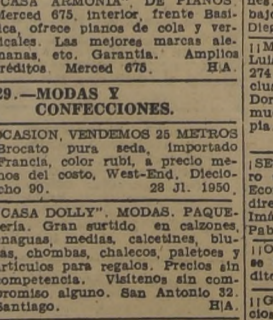 "CASA ARMONIA". DE PIANOS
Merced 675, interior, frente Basí-
lica, ofrece pianos de cola y ver-
ticales. Las mejores marcas ale-
manas, etc. Garantía. Amplios
créditos. Merced 675. H|A.
29.—MODAS Y
CONFECCIONES.
OCASION, VENDEMOS 25 METROS
Brocato pura seda, importado
Francia, color rubí, a precio me-
nos del costo, West-End. Diecio-
cho 90. 28 Jl. 1950.
"CASA DOLLY". MODAS. PAQUE-
ería. Gran surtido en calzones,
naguas, medias, calcetines, blu-
as, chombas, chalecos, paletoes y
artículos para regalos. Precios sin
competencia. Visítenos sin com-
promiso alguno. San Antonio 32.
Santiago. H|A.